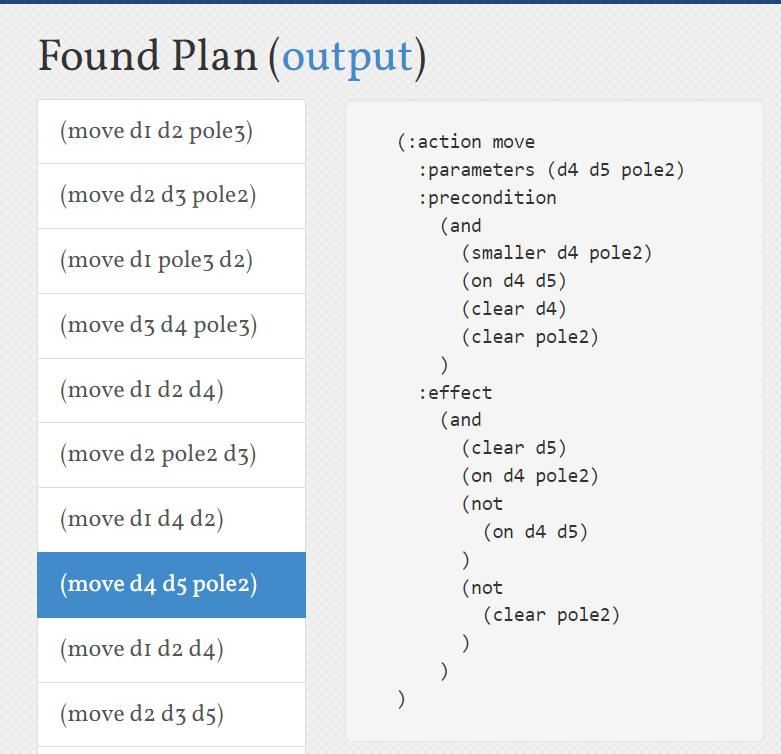 Found Plan (output)
(move d1 d2 pole3)
(move d2 d3 pole2)
(move d1 pole3 d2)
(move d3 d4 pole3)
(move d1 d2 d4)
(move d2 pole2 d3)
(move d1 d4 d2)
(move d4 d5 pole2)
(move d1 d2 d4)
(move d2 d3 d5)
(:action move
  :parameters (d4 d5 pole2)
  :precondition
    (and
      (smaller d4 pole2)
      (on d4 d5)
      (clear d4)
      (clear pole2)
    )
  :effect
    (and
      (clear d5)
      (on d4 pole2)
      (not
        (on d4 d5)
      )
      (not
        (clear pole2)
      )
    )
)